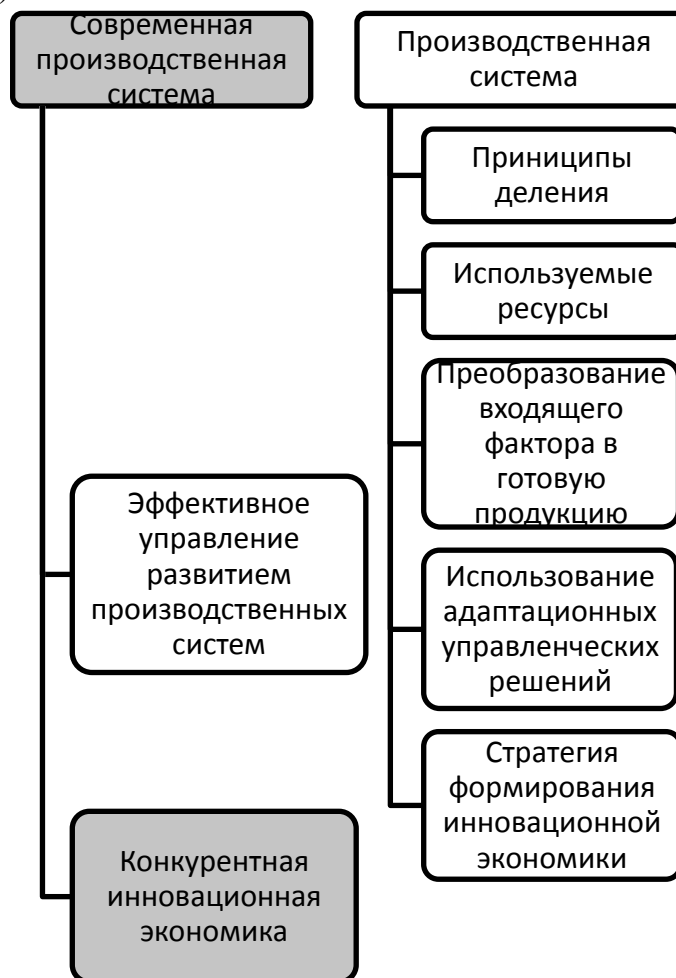 Современная
производственная
система
Эффективное
управление
развитием
производственных
систем
Конкурентная
инновационная
экономика
Производственная
система
Приниципы
деления
Используемые
ресурсы
Преобразование
входящего
фактора в
готовую
продукцию
Использование
адаптационных
управленческих
решений
Стратегия
формирования
инновационной
экономики